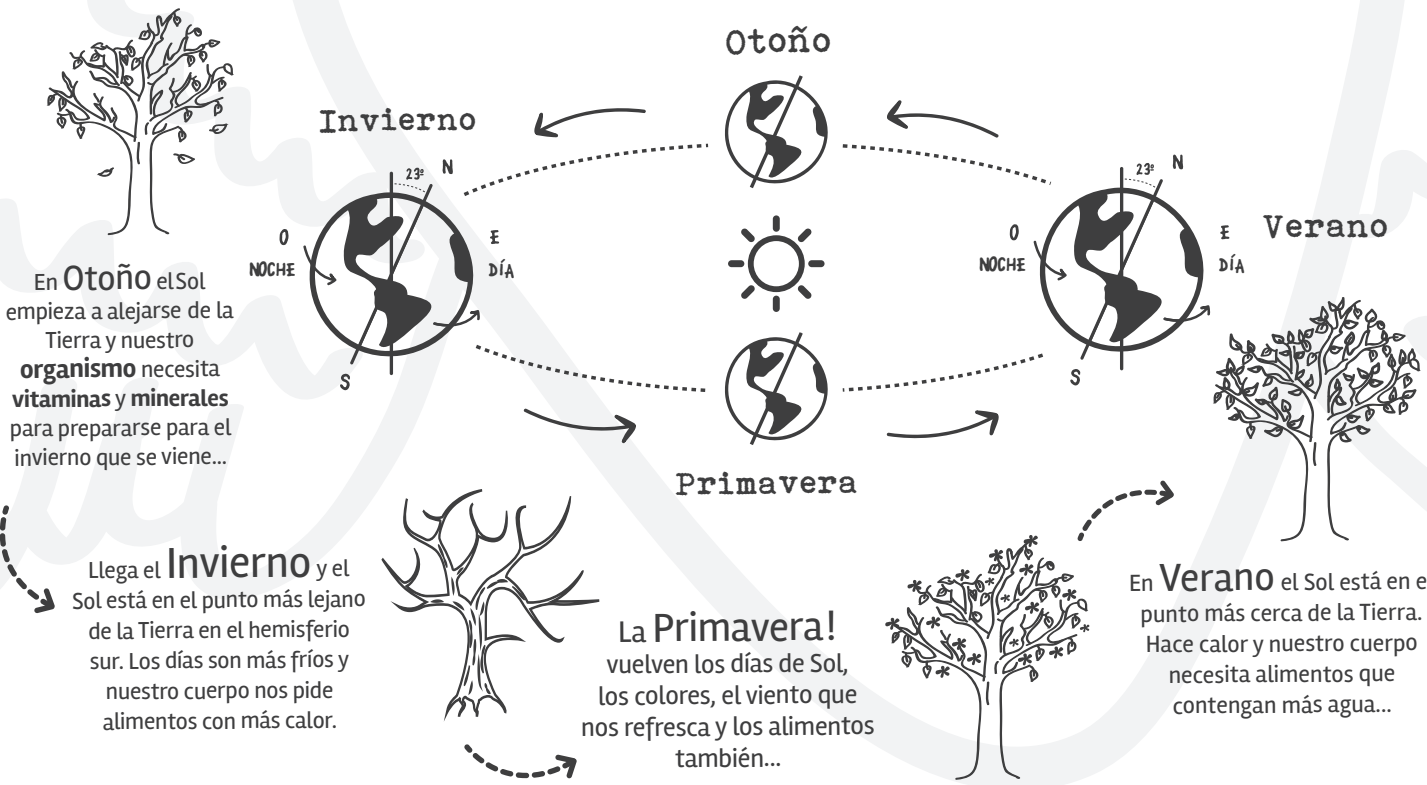 Otoño
Invierno
23º
N
O
E
NOCHE
DÍA
S
23º
N
O
E
NOCHE
DÍA
S
Verano
Primavera
En Otoño el Sol
empieza a alejarse de la
Tierra y nuestro
organismo necesita
vitaminas y minerales
para prepararse para el
invierno que se viene...
Llega el Invierno y el
Sol está en el punto más lejano
de la Tierra en el hemisferio
sur. Los días son más fríos y
nuestro cuerpo nos pide
alimentos con más calor.
La Primavera!
vuelven los días de Sol,
los colores, el viento que
nos refresca y los alimentos
también...
En Verano el Sol está en e
punto más cerca de la Tierra.
Hace calor y nuestro cuerpo
necesita alimentos que
contengan más agua...